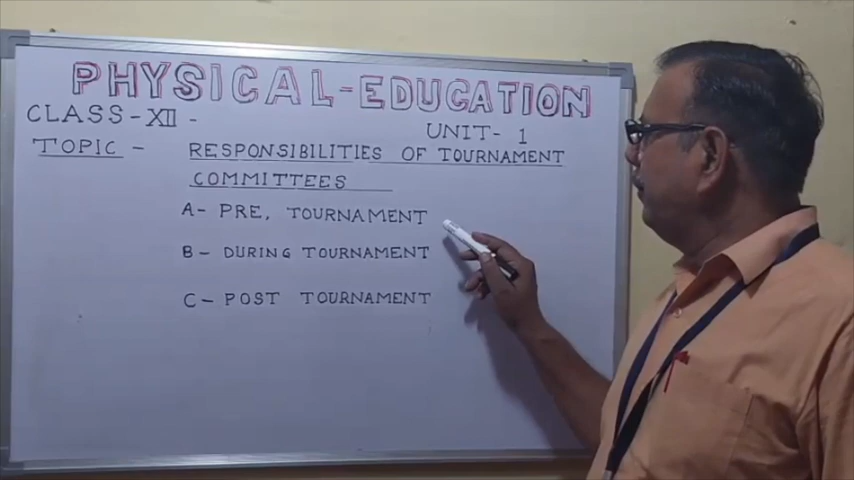 PHYSICAL-EDUCATION
CLASS-XII -
UNIT- 1
TOPIC - RESPONSIBILITIES OF TOURNAMENT
COMMITTEES
A- PRE, TOURNAMENT
B- DURING TOURNAMENT
C- POST TOURNAMENT